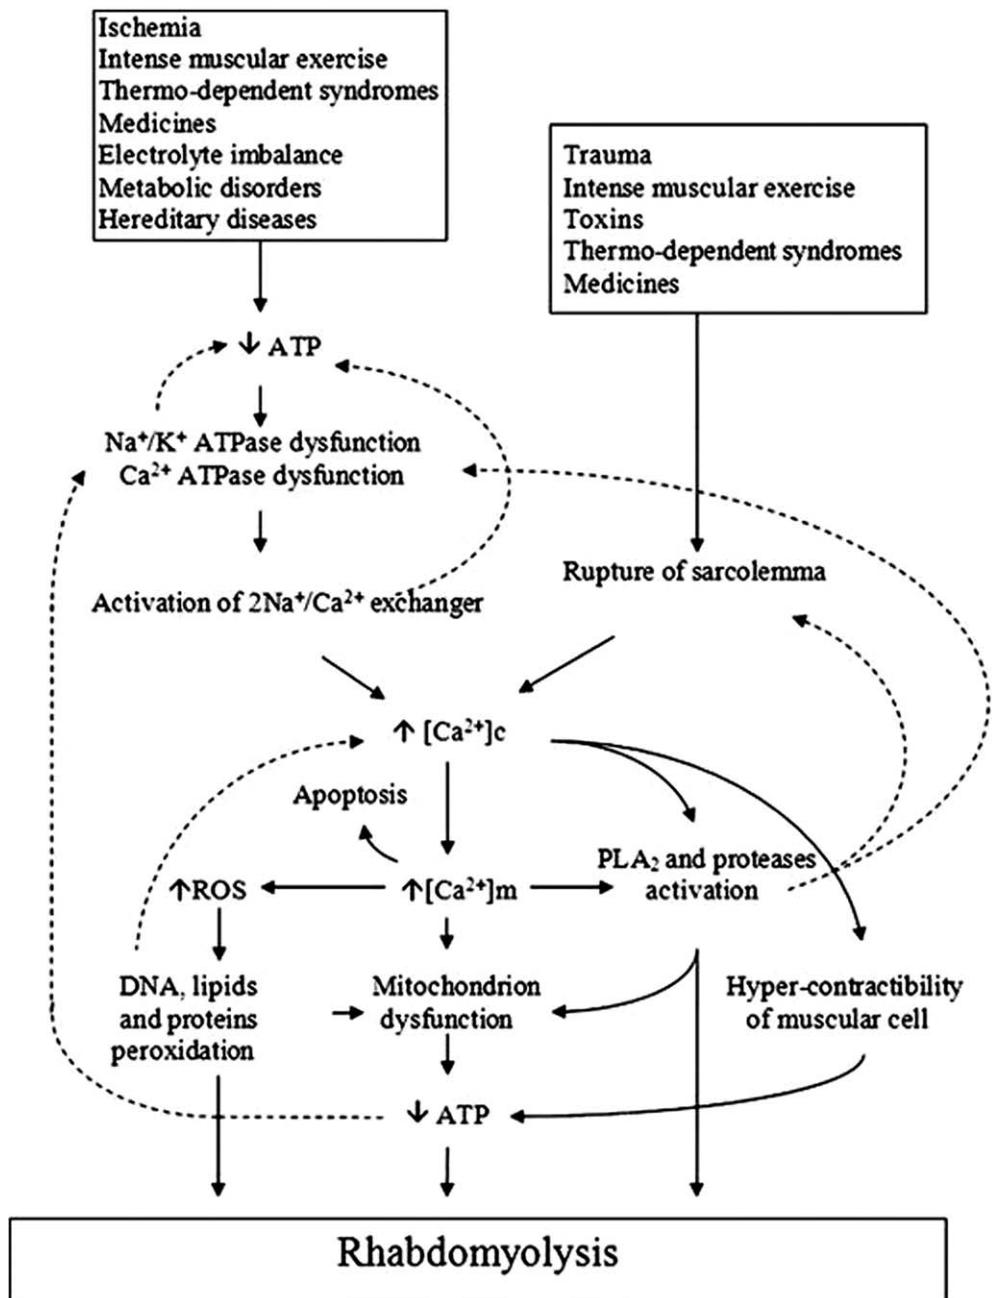 Ischemia
Intense muscular exercise
Thermo-dependent syndromes
Medicines
Electrolyte imbalance
Metabolic disorders
Hereditary diseases
Trauma
Intense muscular exercise
Toxins
Thermo-dependent syndromes
Medicines
↓ ATP
Na⁺/K⁺ ATPase dysfunction
Ca²⁺ ATPase dysfunction
Rupture of sarcolemma
Activation of 2Na⁺/Ca²⁺ exchanger
↑ [Ca²⁺]c
Apoptosis
PLA₂ and proteases
activation
↑ROS
↑[Ca²⁺]m
DNA, lipids
and proteins
peroxidation
Mitochondrion
dysfunction
Hyper-contractibility
of muscular cell
↓ ATP
Rhabdomyolysis